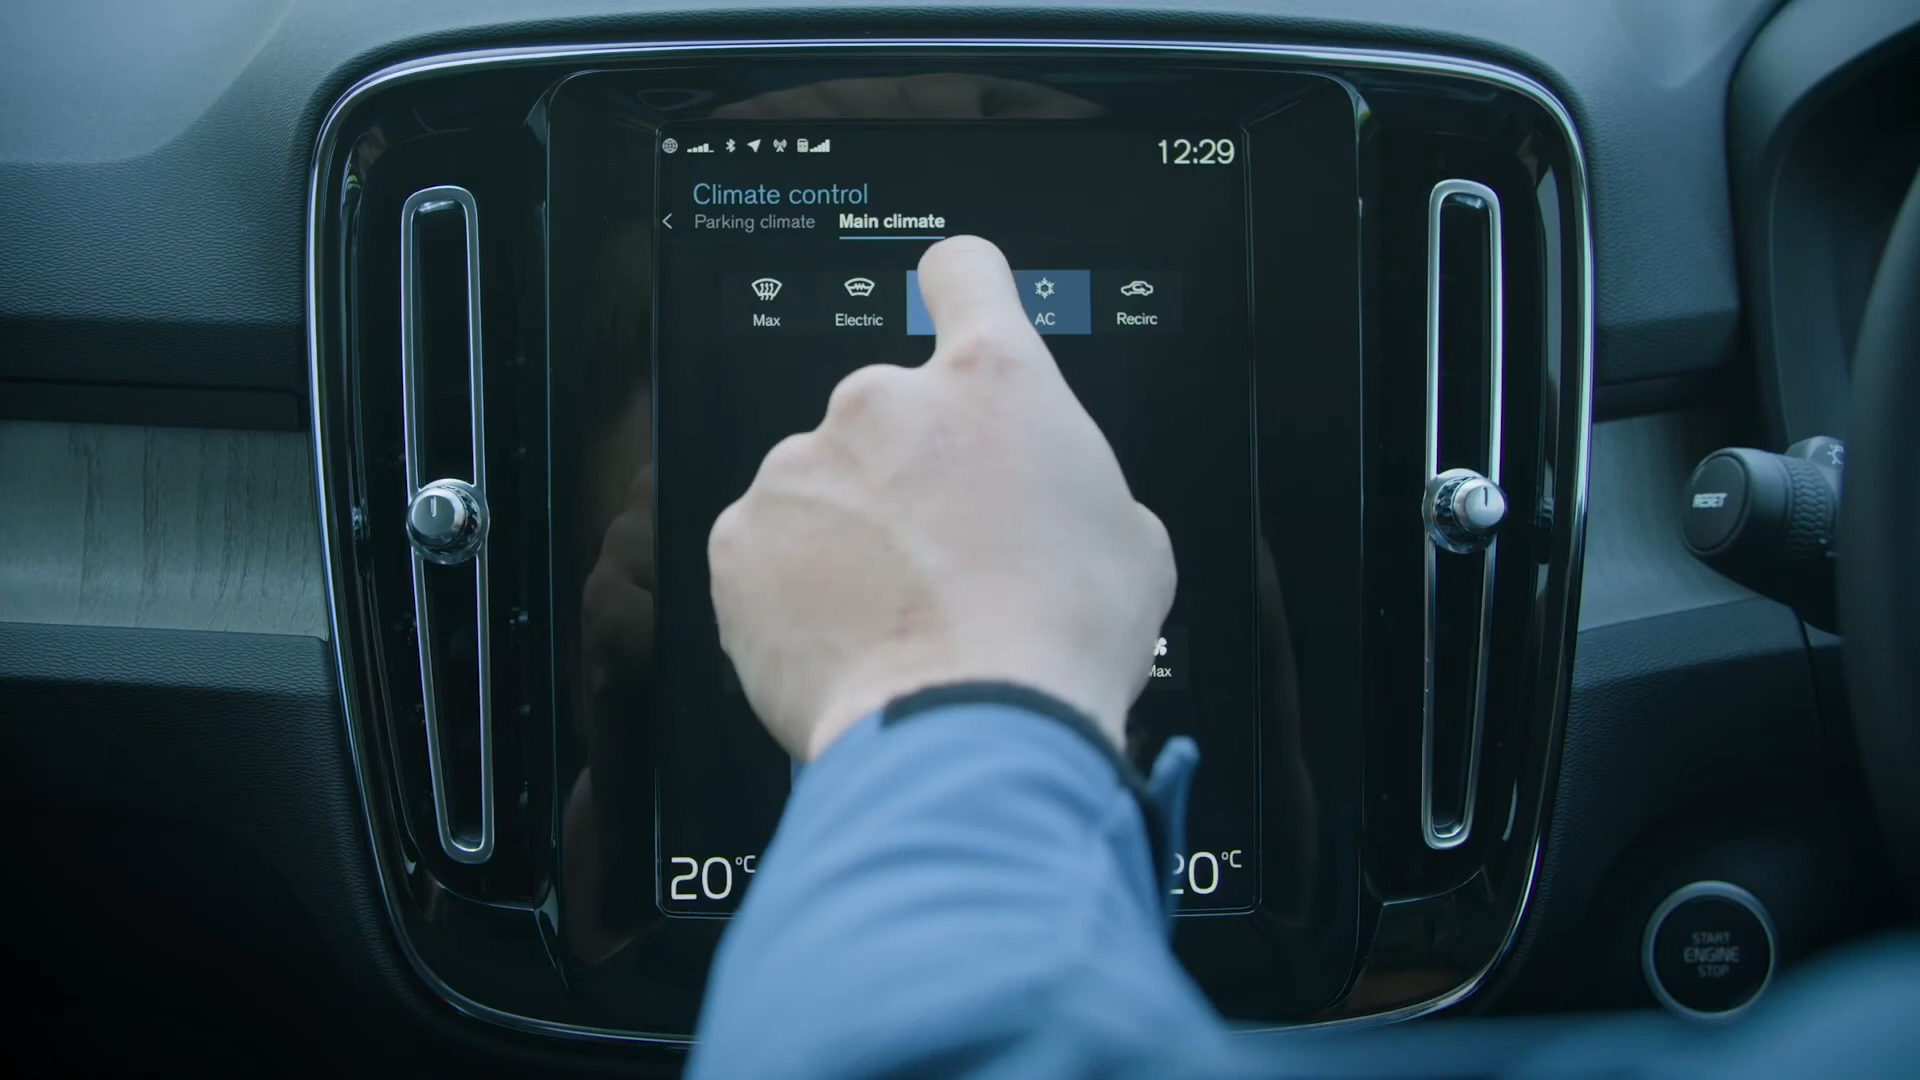 12:29
Climate control
Parking climate Main climate
Max Electric AC Recirc
RESET
Max
20°C 20°C
START
ENGINE
STOP